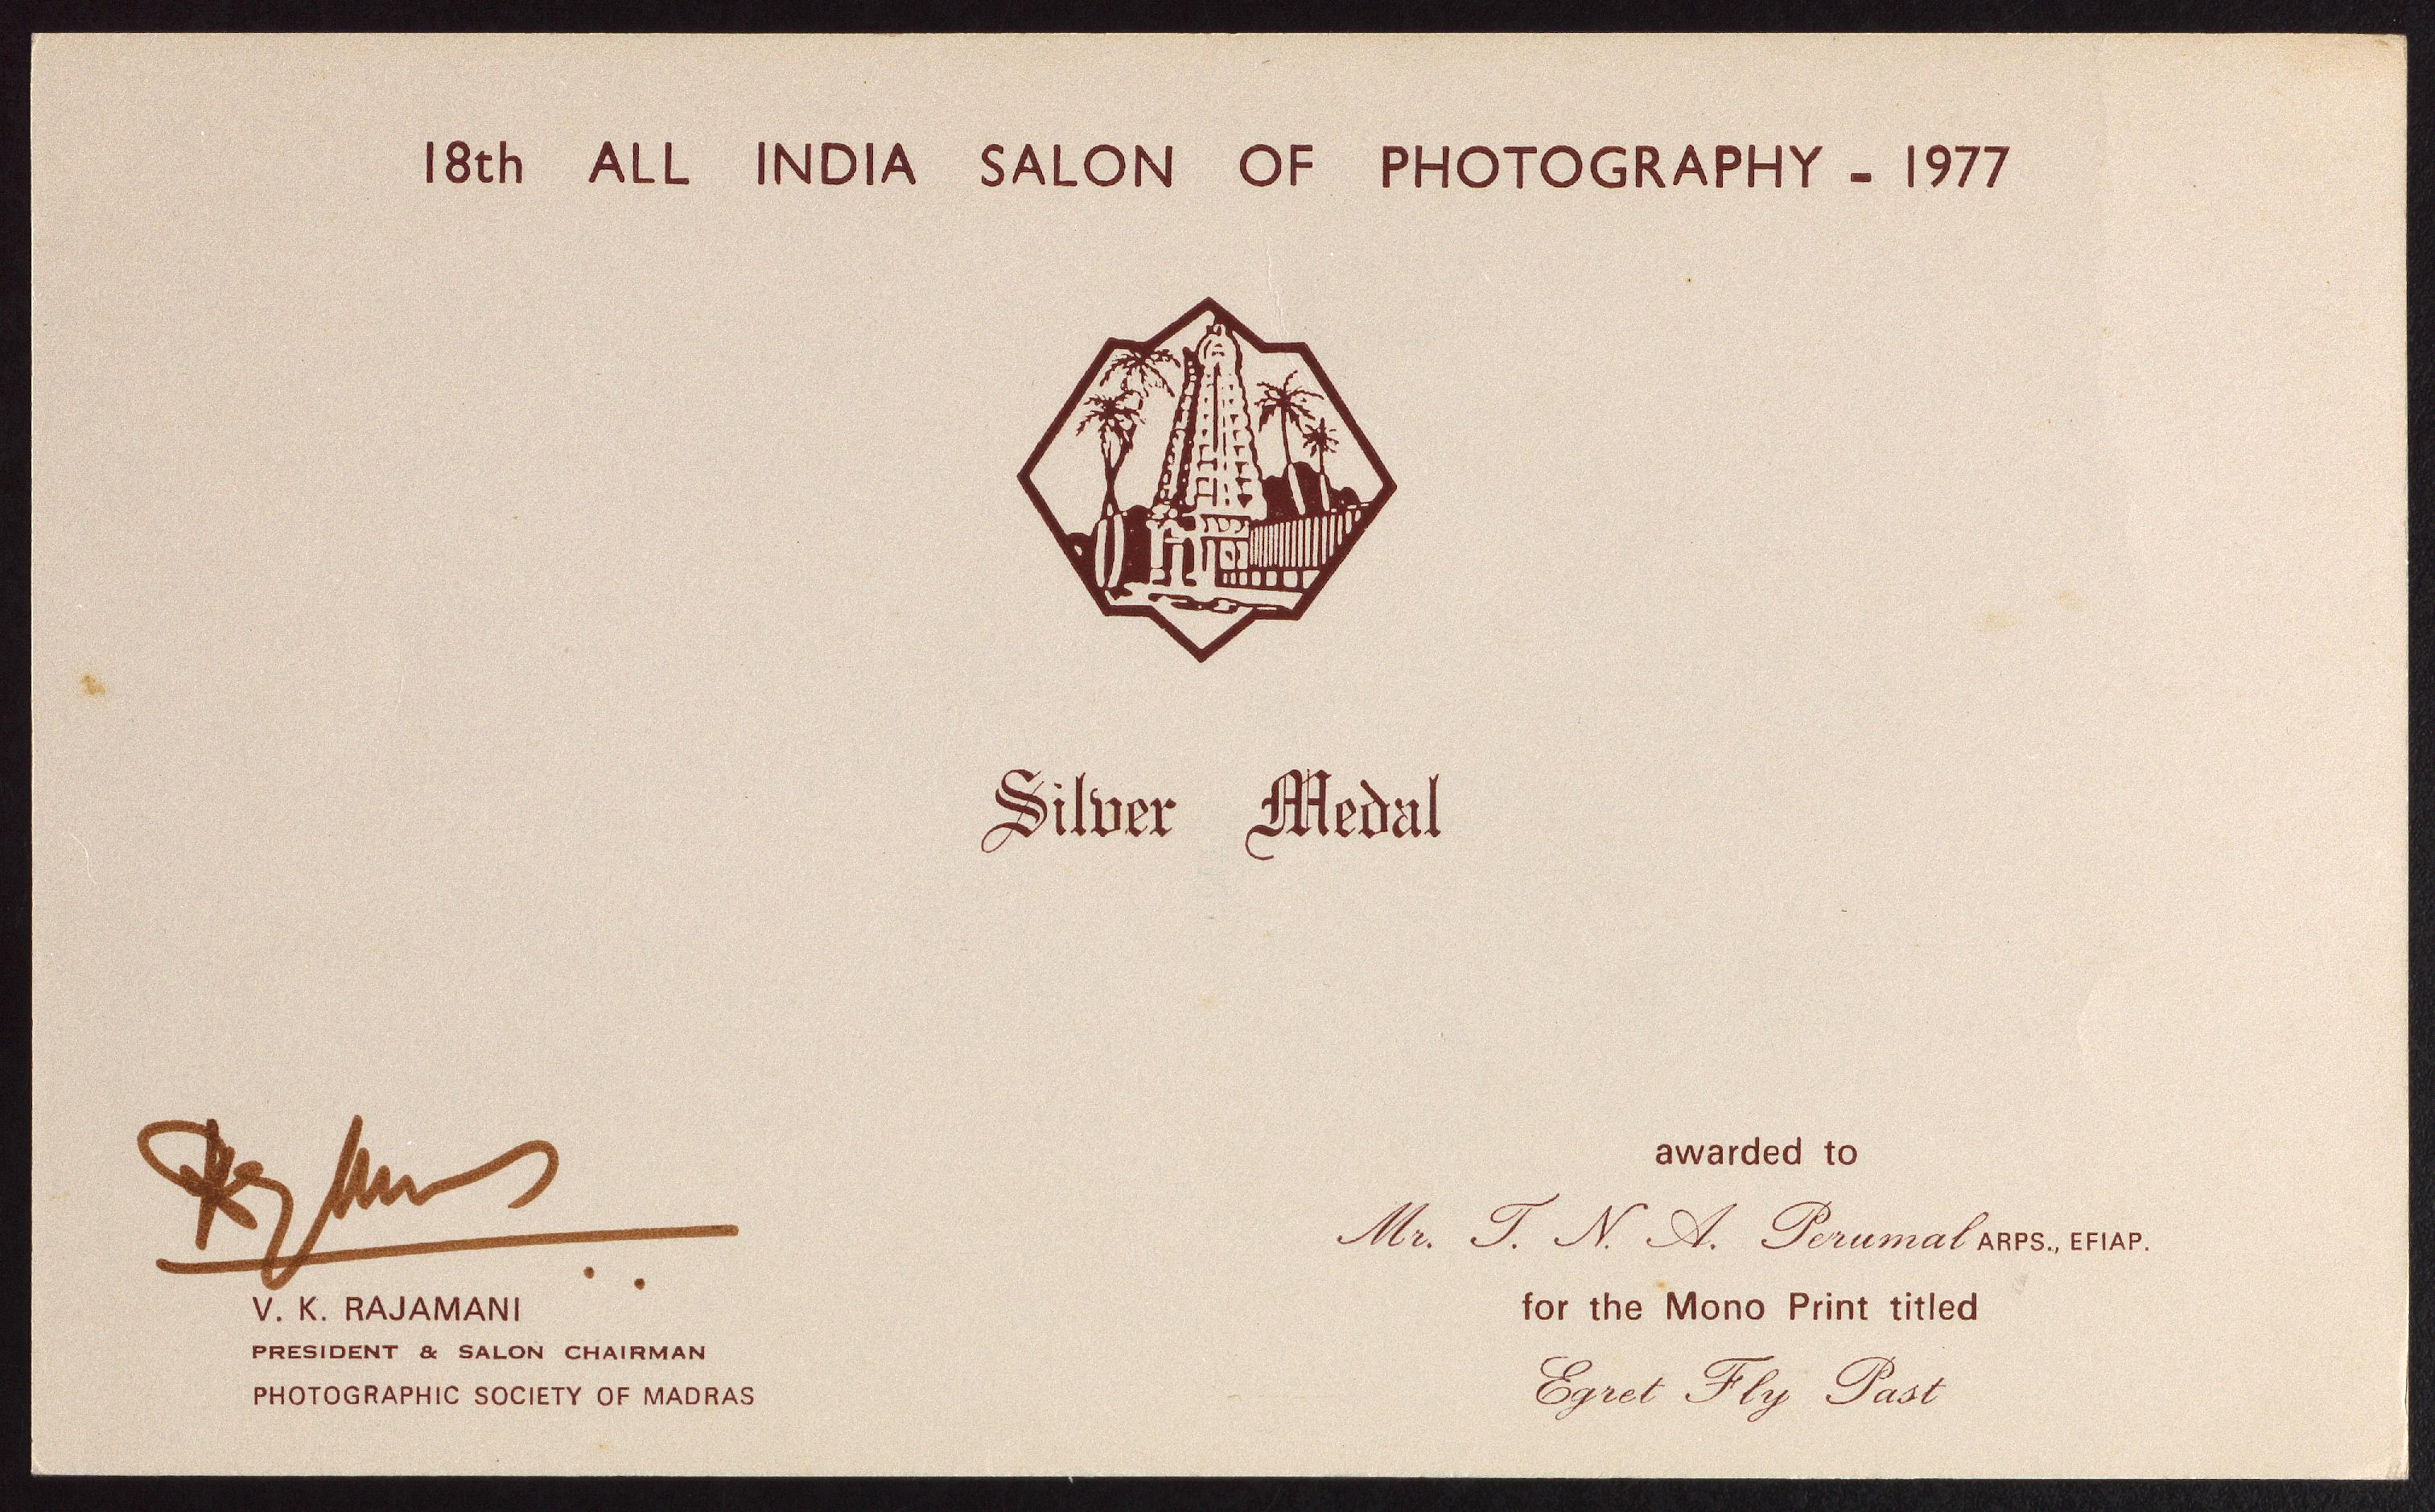 18th ALL INDIA SALON OF PHOTOGRAPHY - 1977
Silver Medal
awarded to
Mr. T. N. A. Perumal ARPS., EFIAP.
for the Mono Print titled
Egret Fly Past
V. K. RAJAMANI
PRESIDENT & SALON CHAIRMAN
PHOTOGRAPHIC SOCIETY OF MADRAS